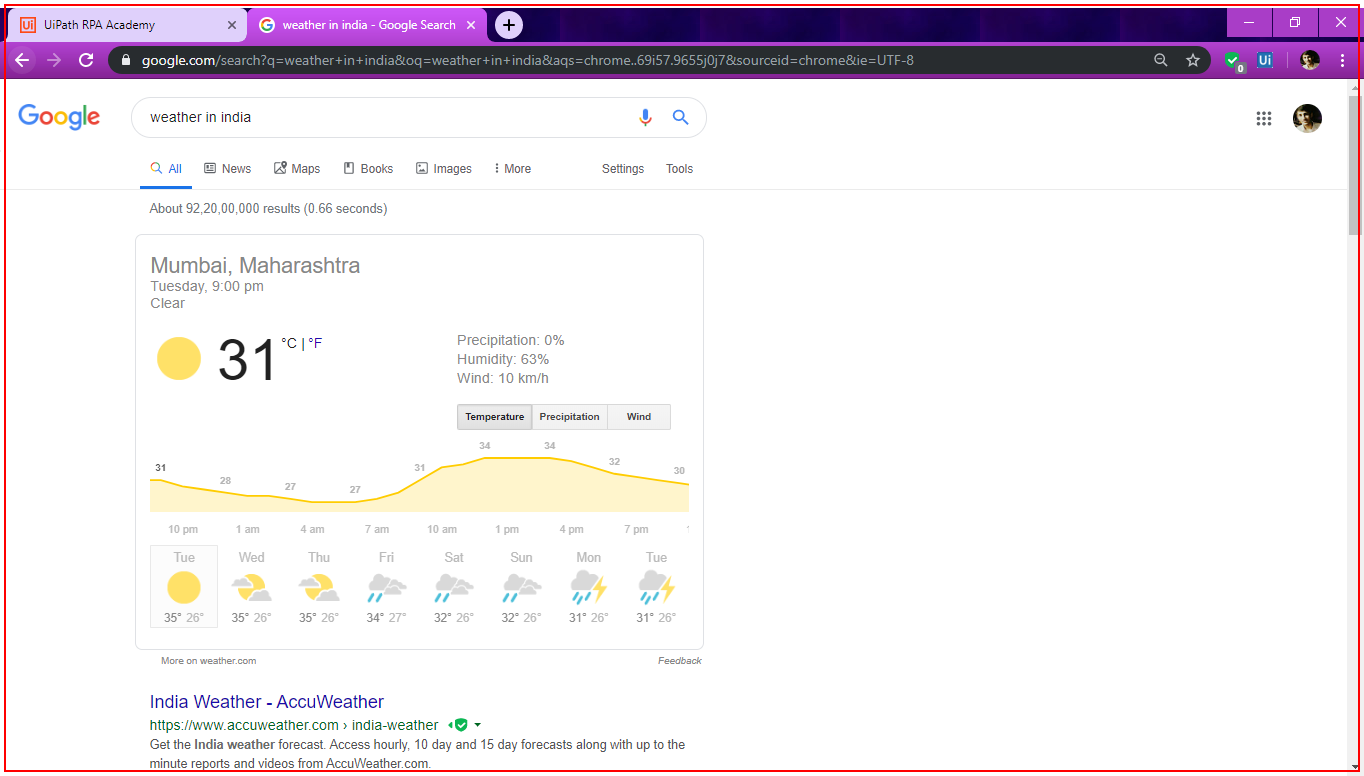 UiPath RPA Academy
weather in india - Google Search
google.com/search?q=weather+in+india&oq=weather+in+india&aqs=chrome..69i57.9655j0j7&sourceid=chrome&ie=UTF-8
0
Ui
Google
weather in india
All News Maps Books Images More Settings Tools
About 92,20,00,000 results (0.66 seconds)
Mumbai, Maharashtra
Tuesday, 9:00 pm
Clear
31 °C | °F
Precipitation: 0%
Humidity: 63%
Wind: 10 km/h
Temperature Precipitation Wind
31 28 27 27 31 34 34 32 30
10 pm 1 am 4 am 7 am 10 am 1 pm 4 pm 7 pm
Tue Wed Thu Fri Sat Sun Mon Tue
35° 26° 35° 26° 35° 26° 34° 27° 32° 26° 32° 26° 31° 26° 31° 26°
More on weather.com Feedback
India Weather - AccuWeather
https://www.accuweather.com › india-weather
Get the India weather forecast. Access hourly, 10 day and 15 day forecasts along with up to the
minute reports and videos from AccuWeather.com.